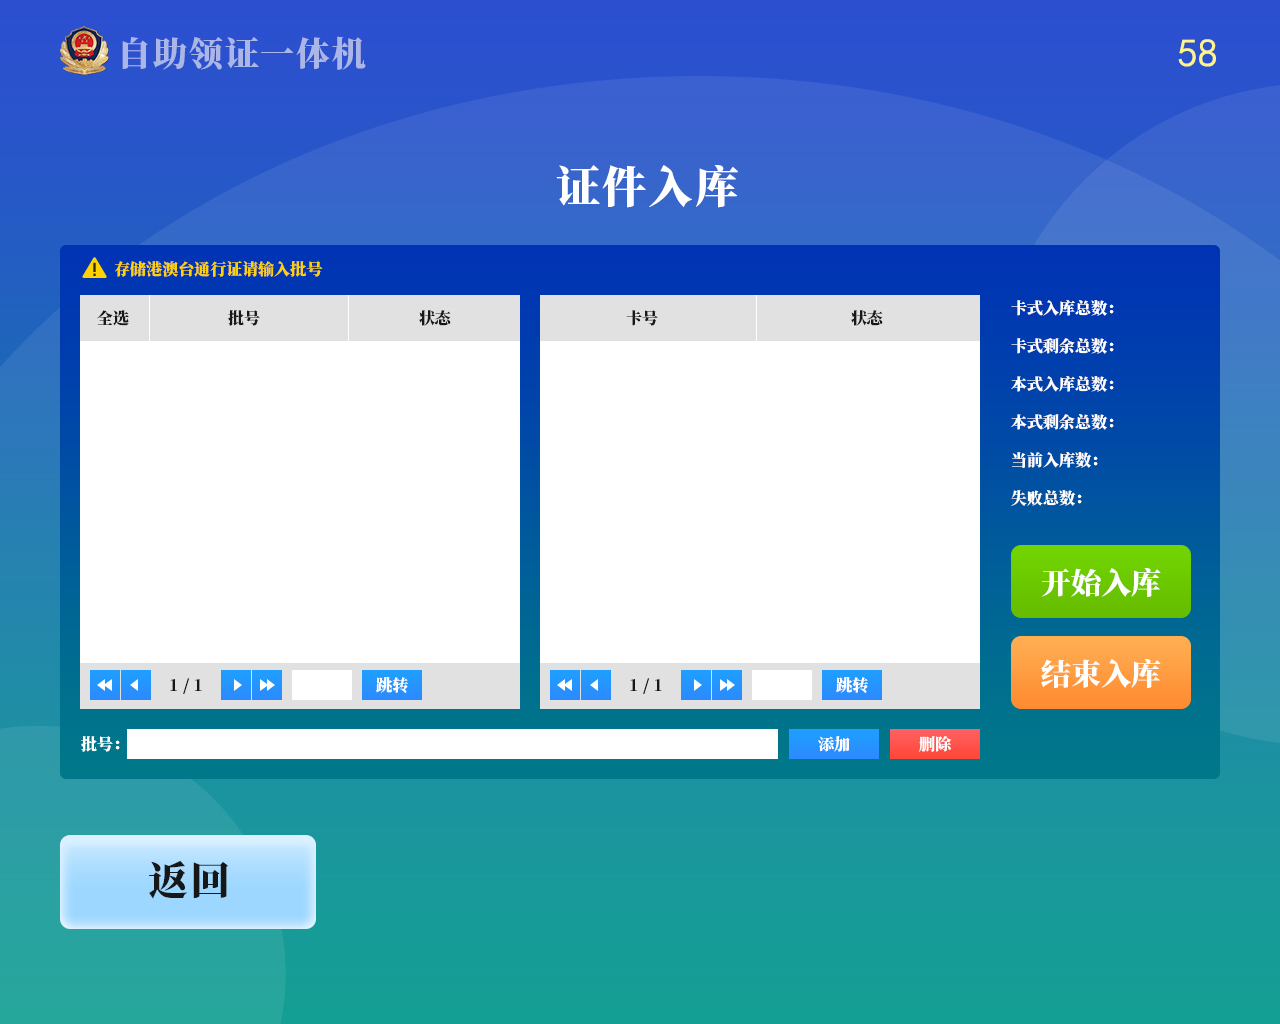 自助领证一体机
58
证件入库
存储港澳台通行证请输入批号
全选 批号 状态
卡号 状态
卡式入库总数：
卡式剩余总数：
本式入库总数：
本式剩余总数：
当前入库数：
失败总数：
开始入库
结束入库
1 / 1 跳转
1 / 1 跳转
批号： 添加 删除
返回